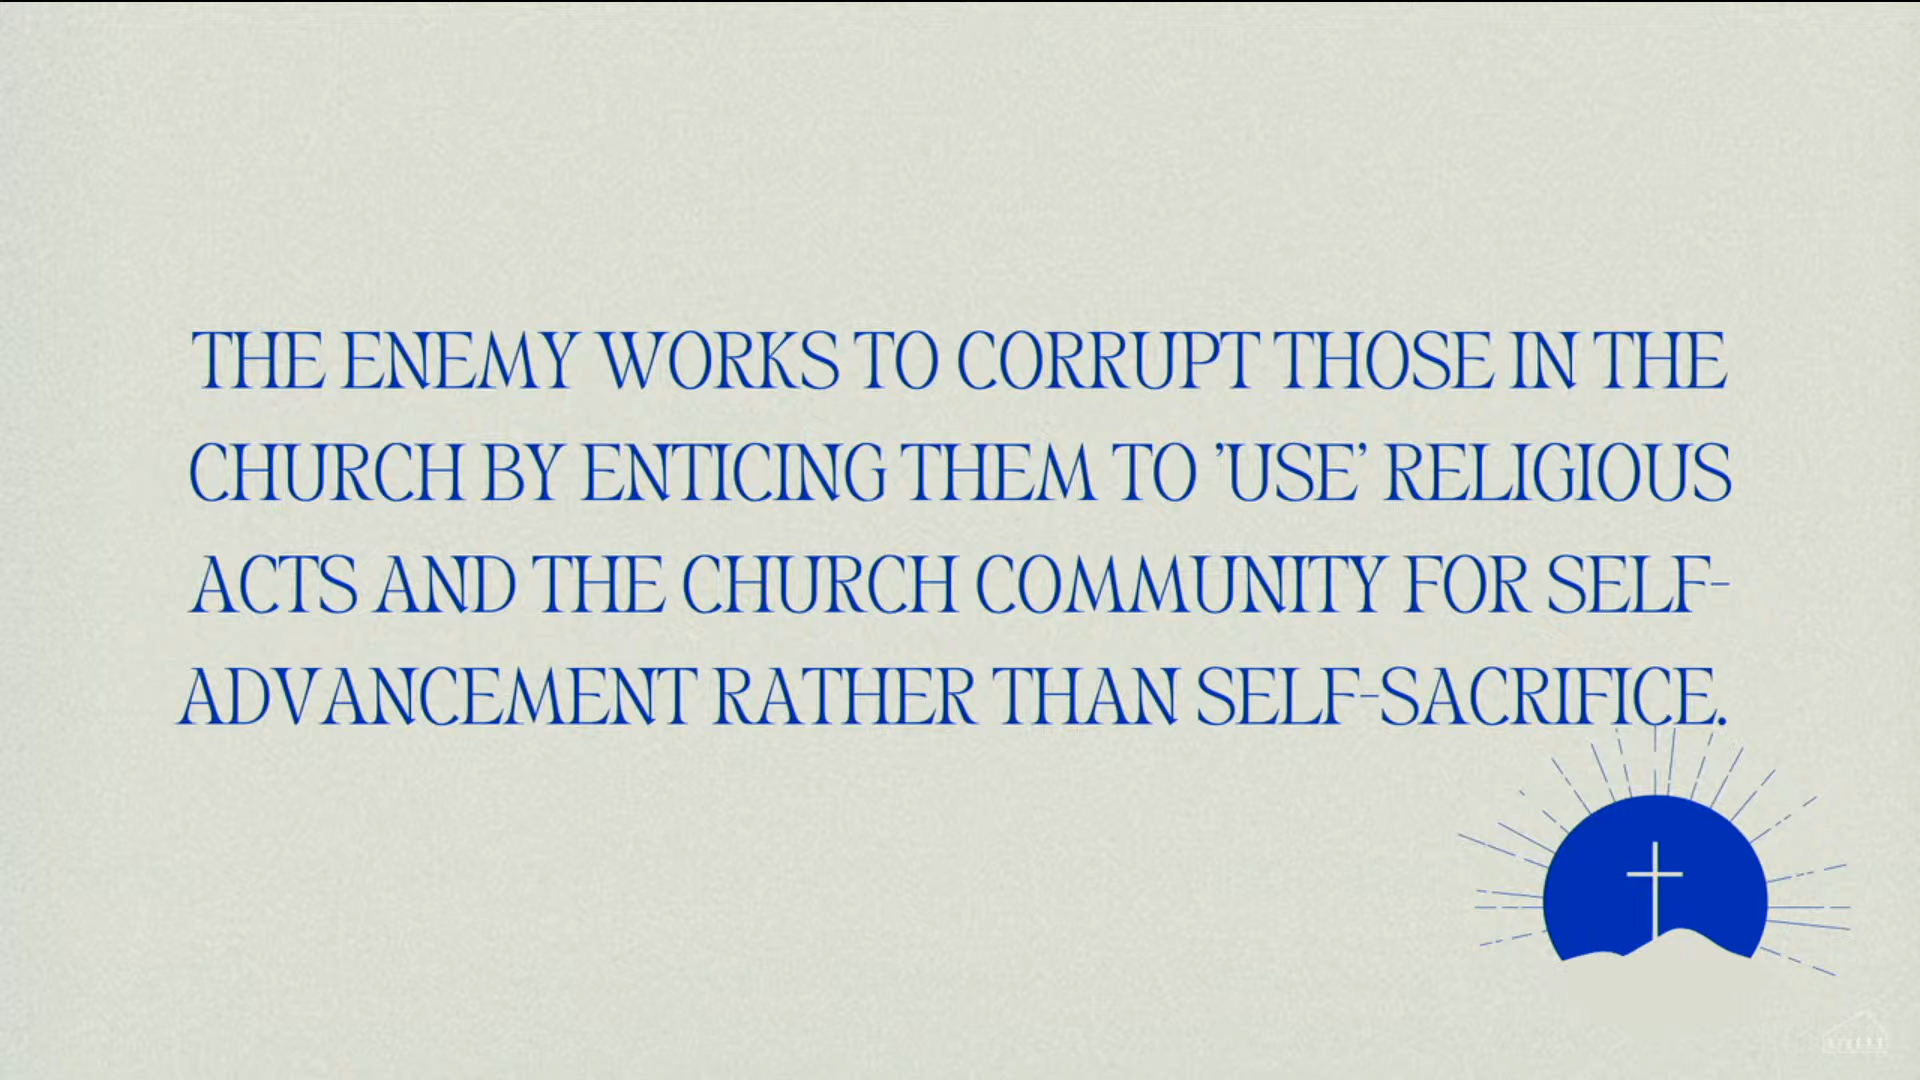 THE ENEMY WORKS TO CORRUPT THOSE IN THE
CHURCH BY ENTICING THEM TO 'USE' RELIGIOUS
ACTS AND THE CHURCH COMMUNITY FOR SELF-
ADVANCEMENT RATHER THAN SELF-SACRIFICE.